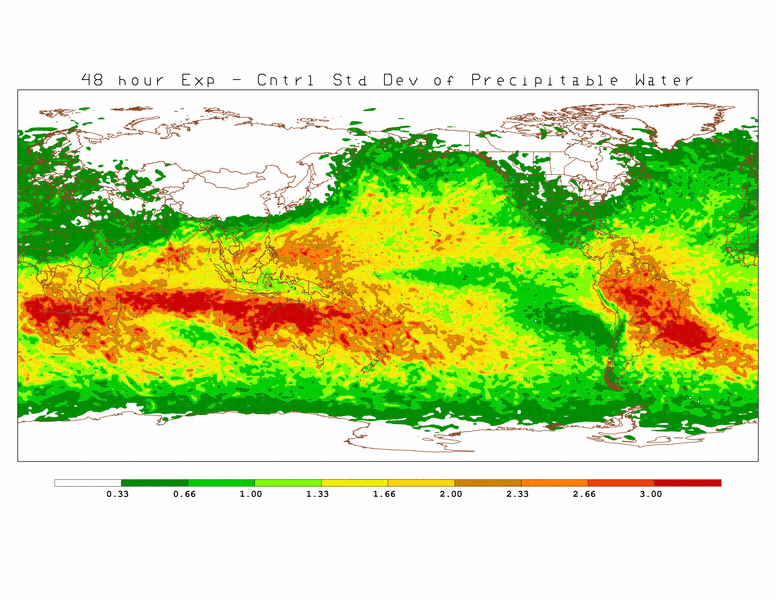 48 hour Exp - Cntrl Std Dev of Precipitable Water
0.33 0.66 1.00 1.33 1.66 2.00 2.33 2.66 3.00